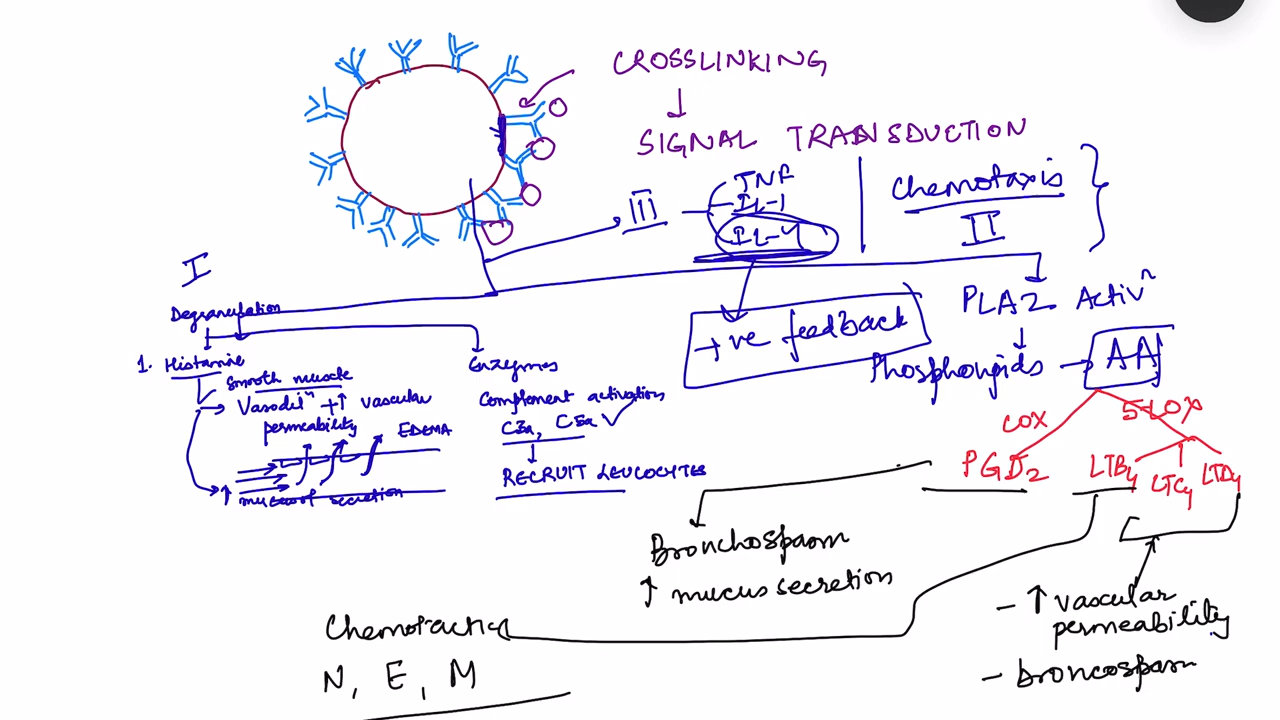 CROSSLINKING
SIGNAL TRANSDUCTION
III
TNF
IL-1
IL-4
Chemotaxis
II
I
Degranulation
1. Histamine
Smooth muscle
Vasodilⁿ + ↑ vascular
permeability
EDEMA
↑ mucosal secretion
Enzymes
Complement activation
C3a, C5a ✓
↓
RECRUIT LEUCOCYTES
+ve feedback
PLA2 Activⁿ
Phospholipids → AA
COX
5-LOX
PGD2
LTB4
LTC4
LTD4
Bronchospasm
↑ mucus secretion
- ↑ vascular
permeability
- broncospasm
Chemotactic
N, E, M